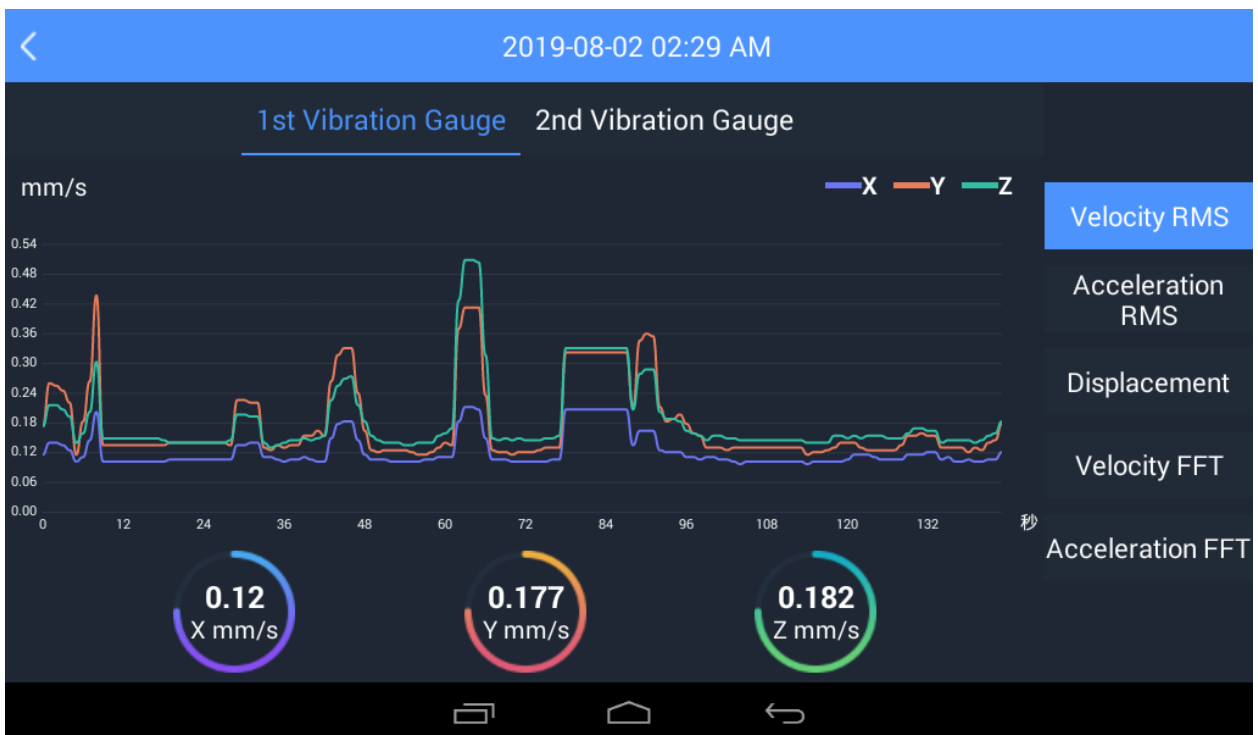 2019-08-02 02:29 AM
1st Vibration Gauge 2nd Vibration Gauge
mm/s
X Y Z
0.54
0.48
0.42
0.36
0.30
0.24
0.18
0.12
0.06
0.00
0 12 24 36 48 60 72 84 96 108 120 132 秒
0.12
X mm/s
0.177
Y mm/s
0.182
Z mm/s
Velocity RMS
Acceleration
RMS
Displacement
Velocity FFT
Acceleration FFT